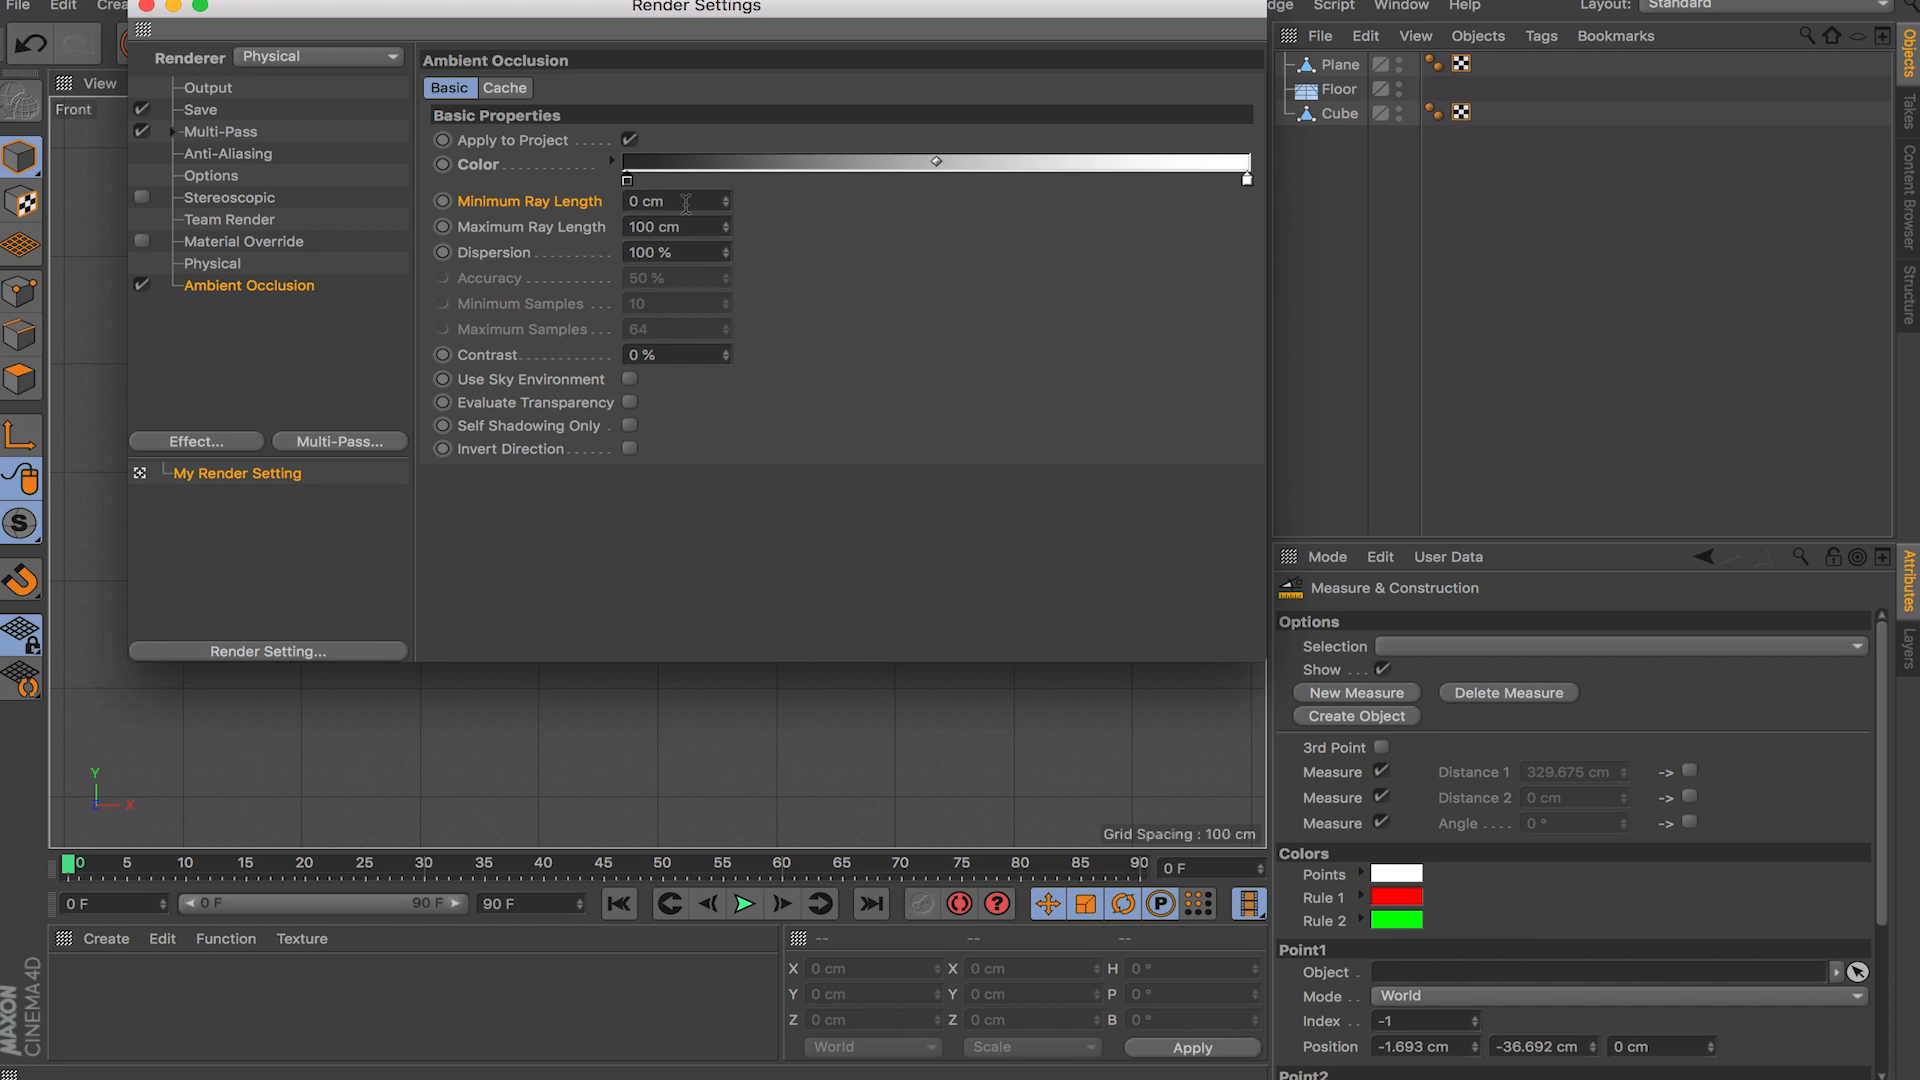 File Edit Crea
Render Settings
dge Script Window Help Layout: Standard
Renderer Physical
Output
Save
Multi-Pass
Anti-Aliasing
Options
Stereoscopic
Team Render
Material Override
Physical
Ambient Occlusion
Effect... Multi-Pass...
My Render Setting
Render Setting...
Ambient Occlusion
Basic Cache
Basic Properties
Apply to Project .....
Color............
Minimum Ray Length 0 cm
Maximum Ray Length 100 cm
Dispersion.......... 100 %
Accuracy ........... 50 %
Minimum Samples ... 10
Maximum Samples... 64
Contrast............ 0 %
Use Sky Environment
Evaluate Transparency
Self Shadowing Only .
Invert Direction......
View
Front
Y
X
Z
Grid Spacing : 100 cm
File Edit View Objects Tags Bookmarks
Plane
Floor
Cube
Objects
Takes
Content Browser
Structure
Mode Edit User Data
Measure & Construction
Options
Selection
Show ...
New Measure Delete Measure
Create Object
3rd Point
Measure Distance 1 329.675 cm ->
Measure Distance 2 0 cm ->
Measure Angle .... 0 ° ->
Colors
Points
Rule 1
Rule 2
Point1
Object .
Mode .. World
Index .. -1
Position -1.693 cm -36.692 cm 0 cm
Point2
Attributes
Layers
0 5 10 15 20 25 30 35 40 45 50 55 60 65 70 75 80 85 90 0 F
0 F 0 F 90 F 90 F
Create Edit Function Texture
-- -- --
X 0 cm X 0 cm H 0 °
Y 0 cm Y 0 cm P 0 °
Z 0 cm Z 0 cm B 0 °
World Scale Apply
MAXON
CINEMA4D